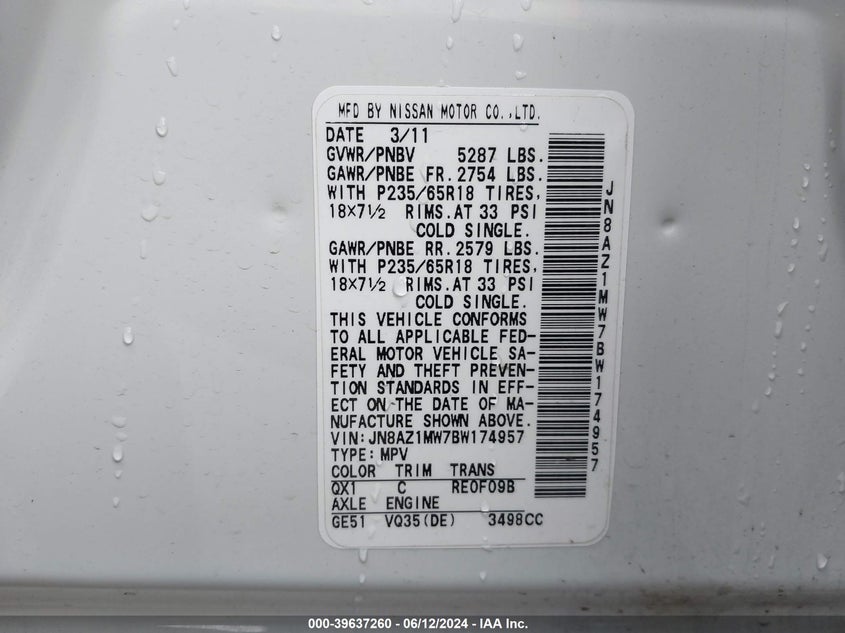 MFD BY NISSAN MOTOR CO.,LTD.
DATE 3/11
GVWR/PNBV 5287 LBS.
GAWR/PNBE FR. 2754 LBS.
WITH P235/65R18 TIRES,
18×7½ RIMS. AT 33 PSI
COLD SINGLE.
GAWR/PNBE RR. 2579 LBS.
WITH P235/65R18 TIRES,
18×7½ RIMS. AT 33 PSI
COLD SINGLE.
THIS VEHICLE CONFORMS
TO ALL APPLICABLE FED-
ERAL MOTOR VEHICLE SA-
FETY AND THEFT PREVEN-
TION STANDARDS IN EFF-
ECT ON THE DATE OF MA-
NUFACTURE SHOWN ABOVE.
VIN:JN8AZ1MW7BW174957
TYPE:MPV
COLOR TRIM TRANS
QX1 C RE0F09B
AXLE ENGINE
GE51 VQ35(DE) 3498CC
JN8AZ1MW7BW174957
000-39637260 - 06/12/2024 - IAA Inc.